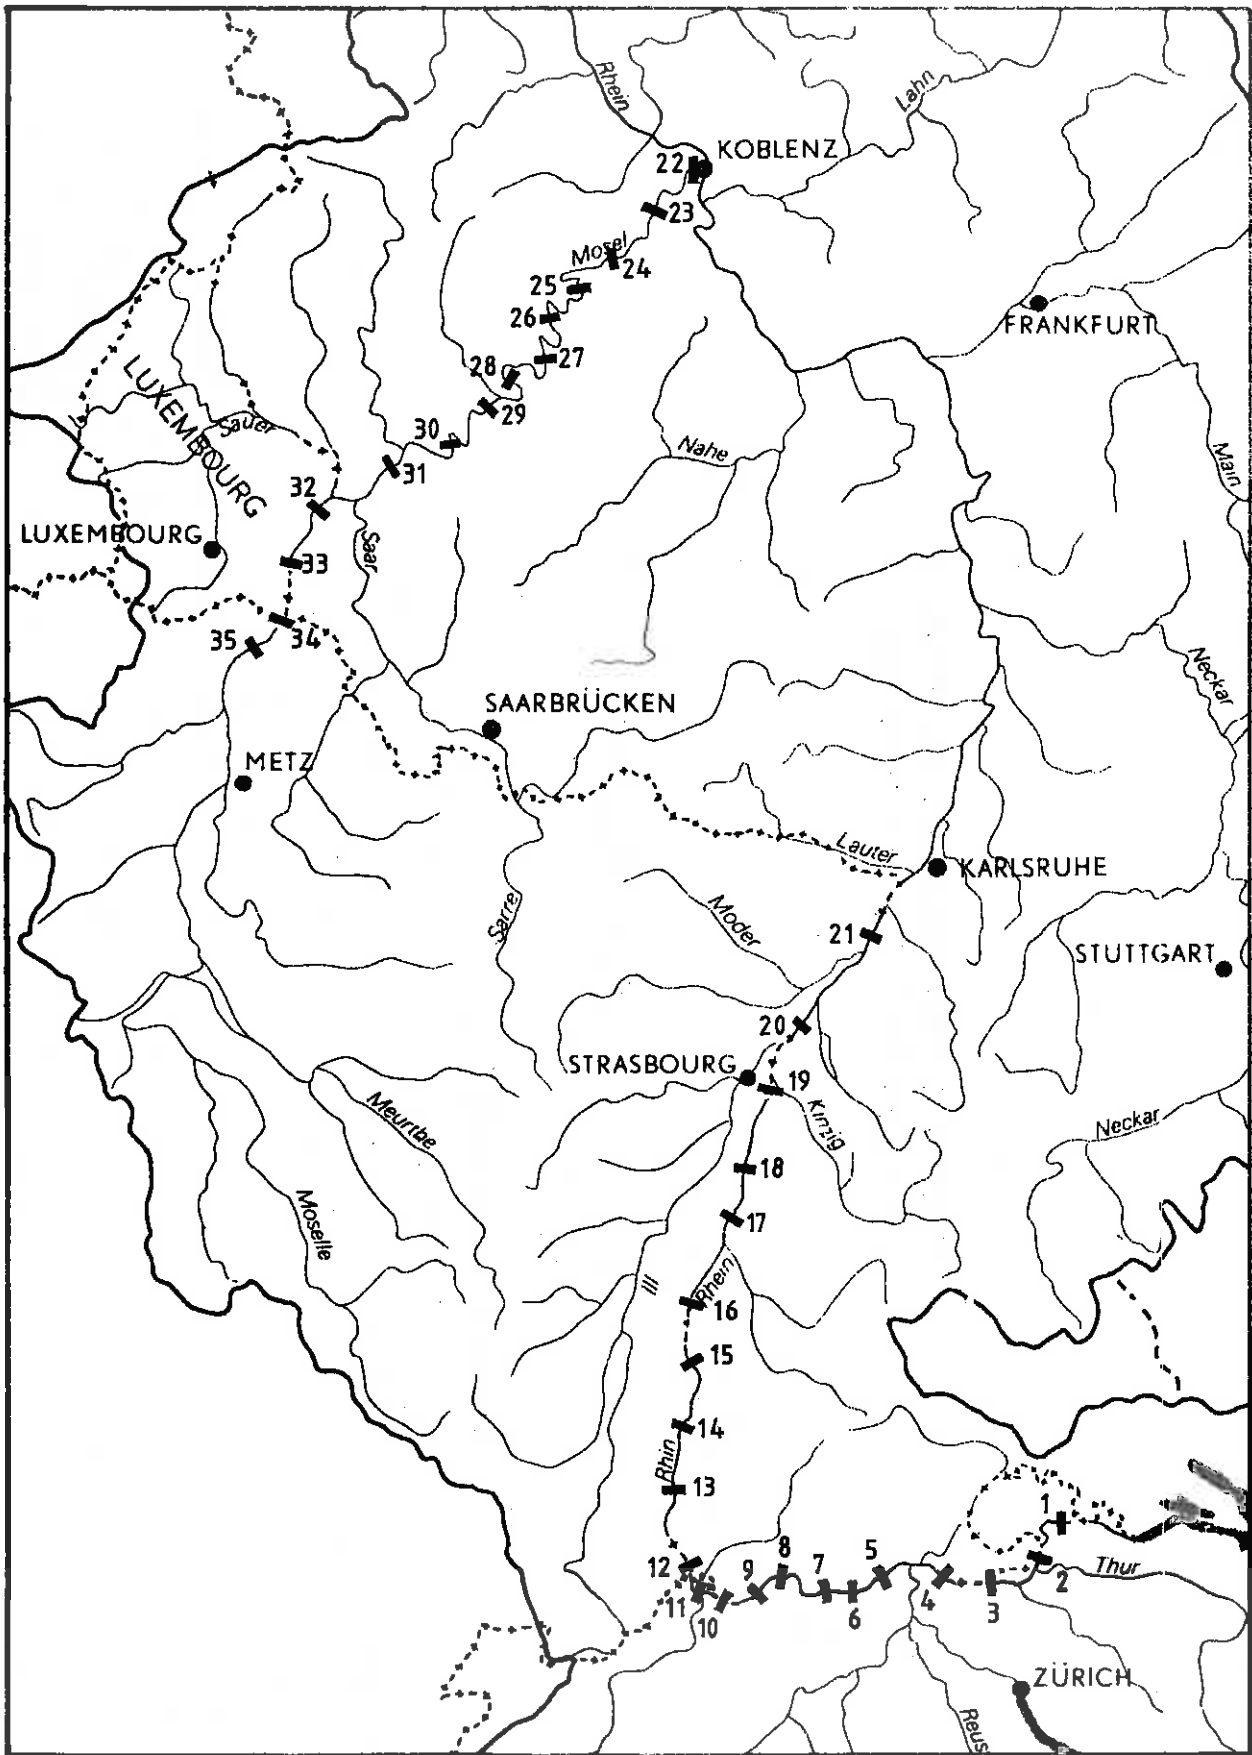 Rhein
Lahn
KOBLENZ
22
23
Mosel
24
25
26
FRANKFURT
27
28
29
LUXEMBOURG
Sauer
30
31
Nahe
Main
32
LUXEMBOURG
33
Saar
34
35
Neckar
SAARBRÜCKEN
METZ
Lauter
KARLSRUHE
Sarre
Moder
21
STUTTGART
20
STRASBOURG
19
Kinzig
Meurthe
Neckar
18
Moselle
17
Ill
Rhein
16
15
14
Rhin
13
1
12
11
10
9
8
7
6
5
4
3
2
Thur
ZÜRICH
Reuss